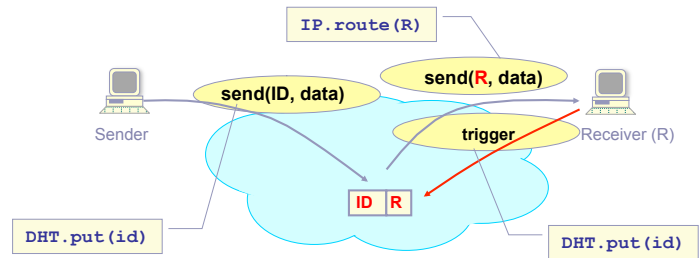 IP.route(R)
send(R, data)
send(ID, data)
Sender
trigger
Receiver (R)
ID R
DHT.put(id)
DHT.put(id)